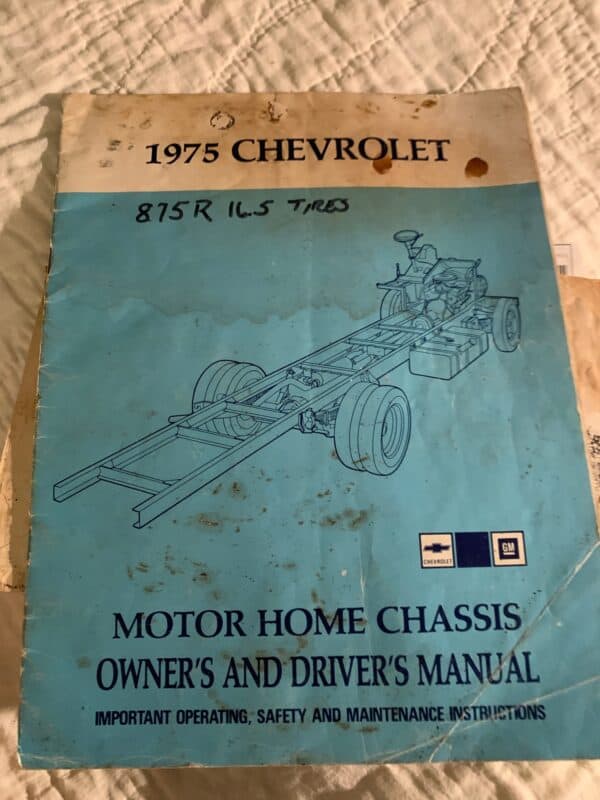 1975 CHEVROLET
875R 16.5 TIRES
CHEVROLET
GM
MOTOR HOME CHASSIS
OWNER'S AND DRIVER'S MANUAL
IMPORTANT OPERATING, SAFETY AND MAINTENANCE INSTRUCTIONS